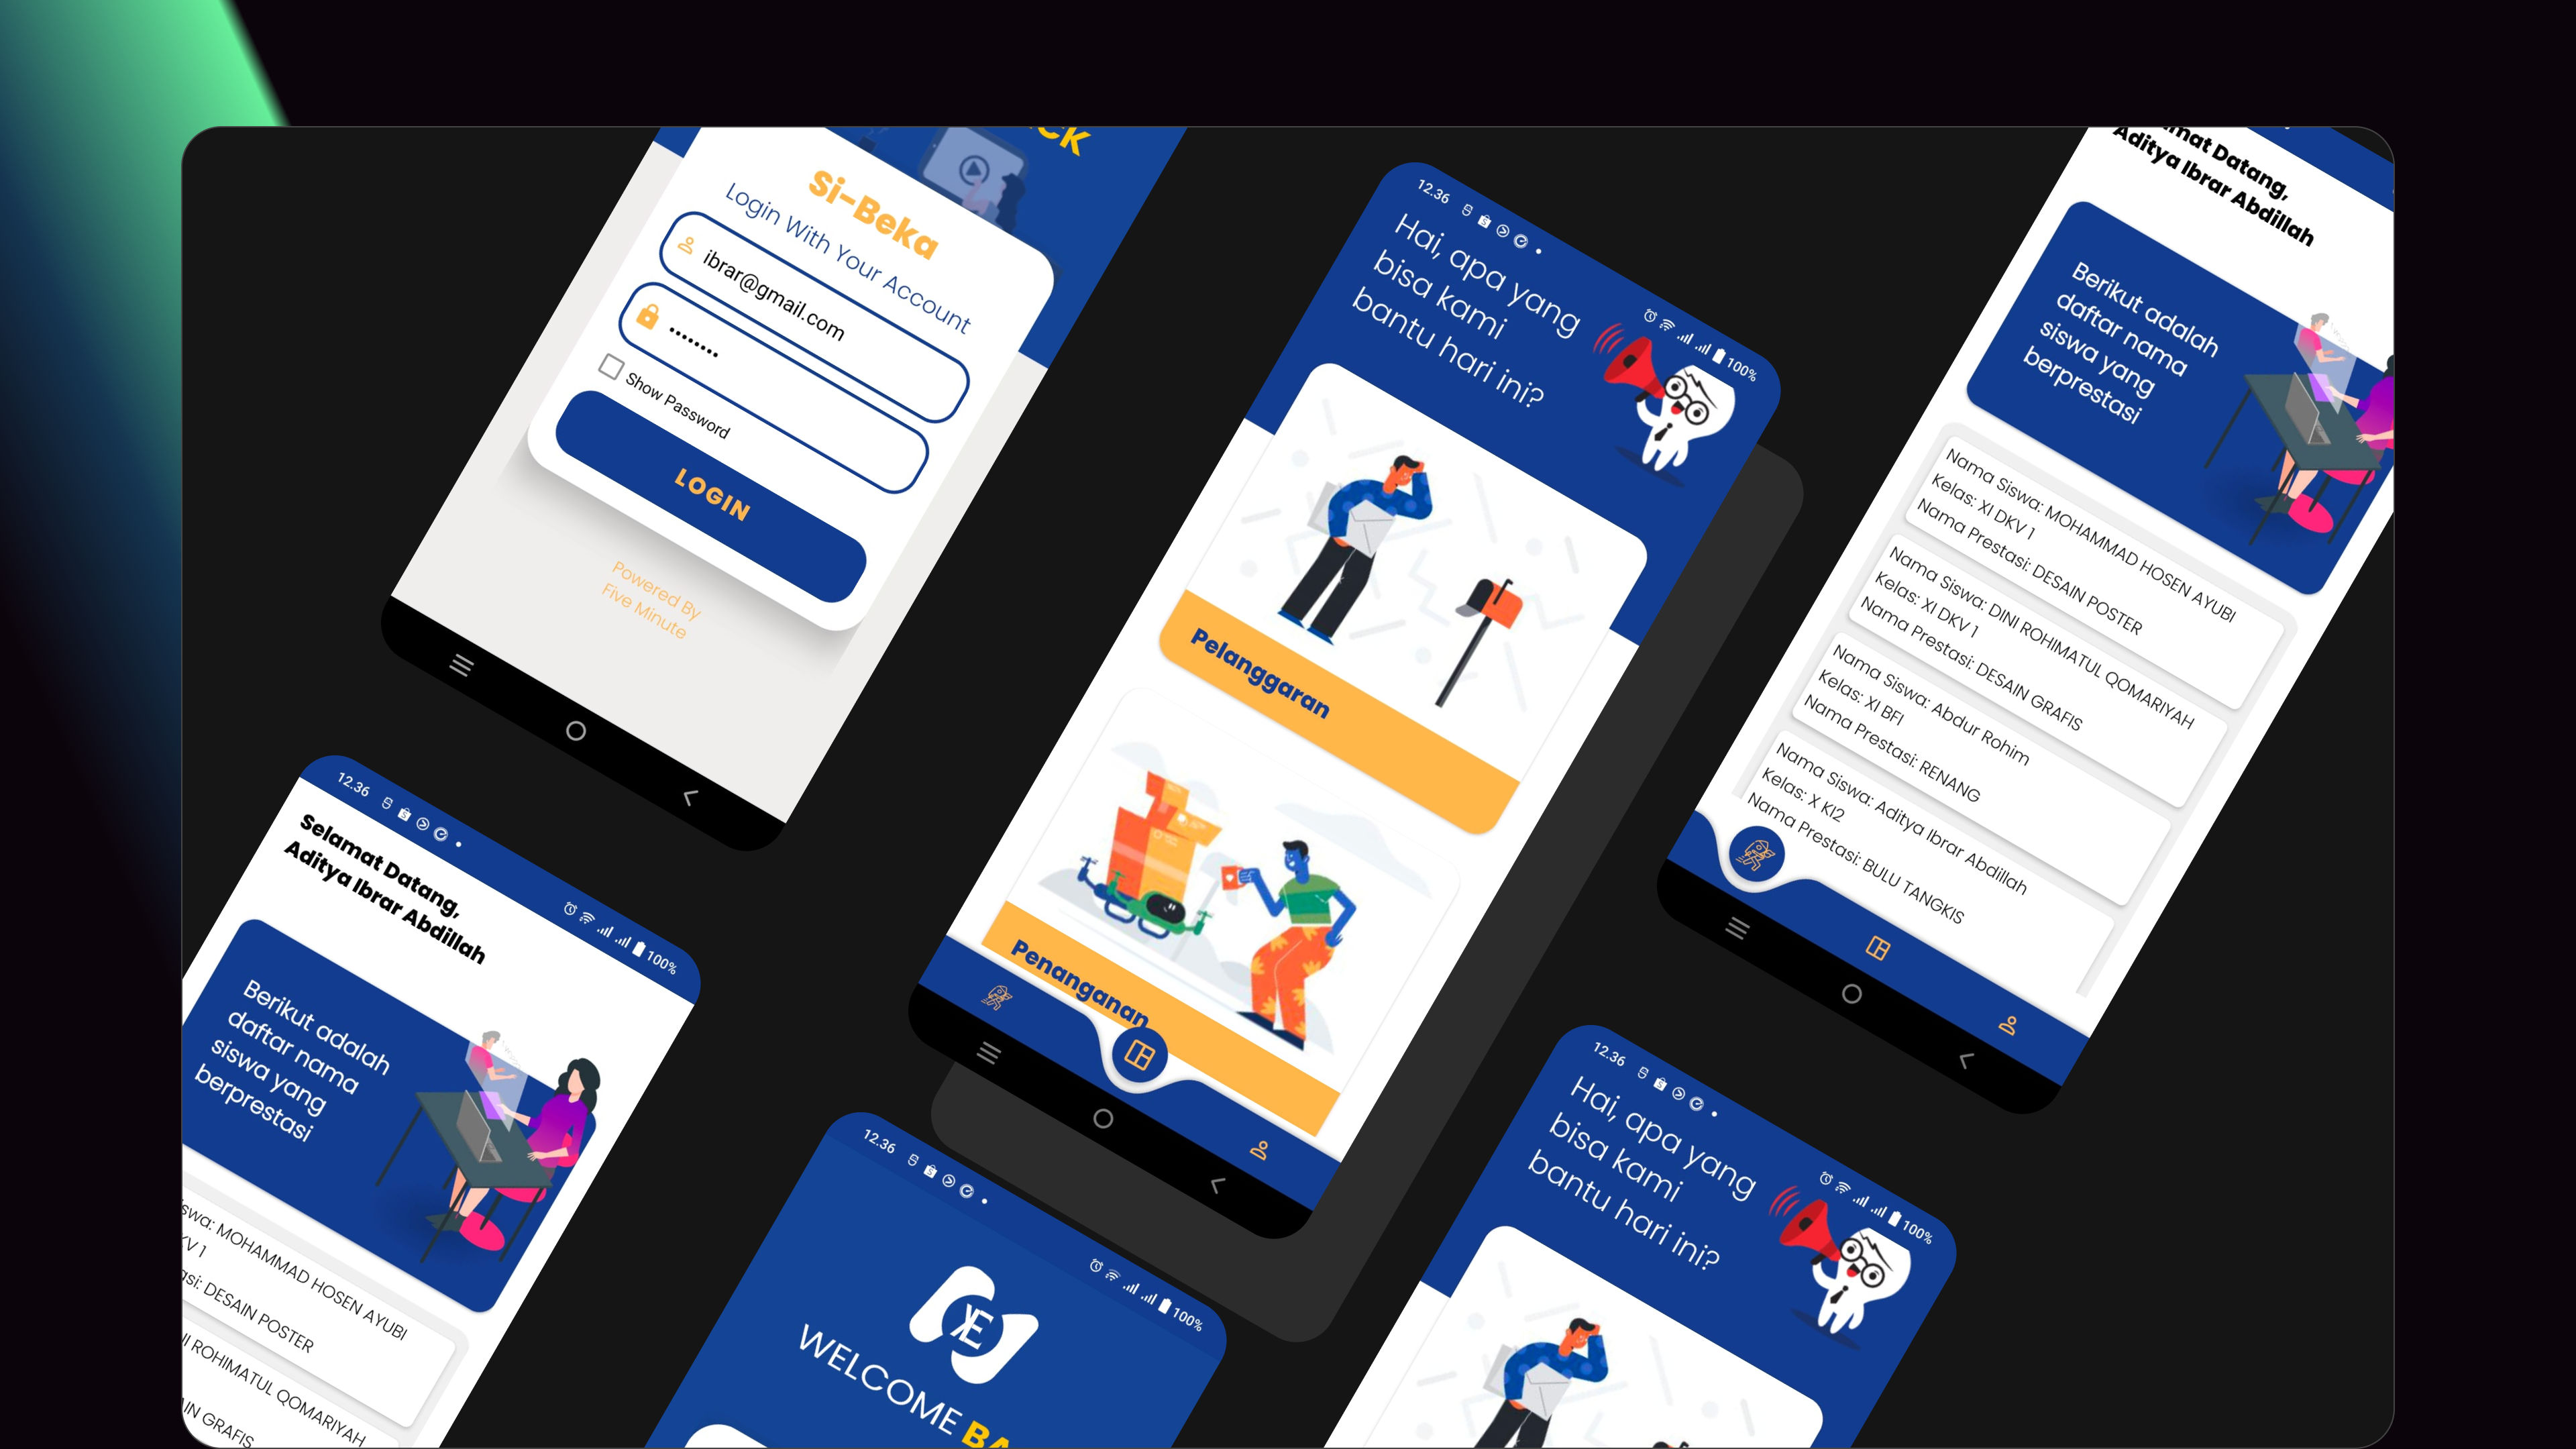 CK
Si-Beka
Login With Your Account
ibrar@gmail.com
Show Password
LOGIN
Powered By
Five Minute
12.36
100%
Hai, apa yang
bisa kami
bantu hari ini?
Pelanggaran
Penanganan
mat Datang,
Aditya Ibrar Abdillah
Berikut adalah
daftar nama
siswa yang
berprestasi
Nama Siswa: MOHAMMAD HOSEN AYUBI
Kelas: XI DKV 1
Nama Prestasi: DESAIN POSTER
Nama Siswa: DINI ROHIMATUL QOMARIYAH
Kelas: XI DKV 1
Nama Prestasi: DESAIN GRAFIS
Nama Siswa: Abdur Rohim
Kelas: XI BFI
Nama Prestasi: RENANG
Nama Siswa: Aditya Ibrar Abdillah
Kelas: X KI2
Nama Prestasi: BULU TANGKIS
12.36
100%
Selamat Datang,
Aditya Ibrar Abdillah
Berikut adalah
daftar nama
siswa yang
berprestasi
swa: MOHAMMAD HOSEN AYUBI
KV 1
asi: DESAIN POSTER
NI ROHIMATUL QOMARIYAH
IN GRAFIS
12.36
100%
WELCOME BA
12.36
100%
Hai, apa yang
bisa kami
bantu hari ini?